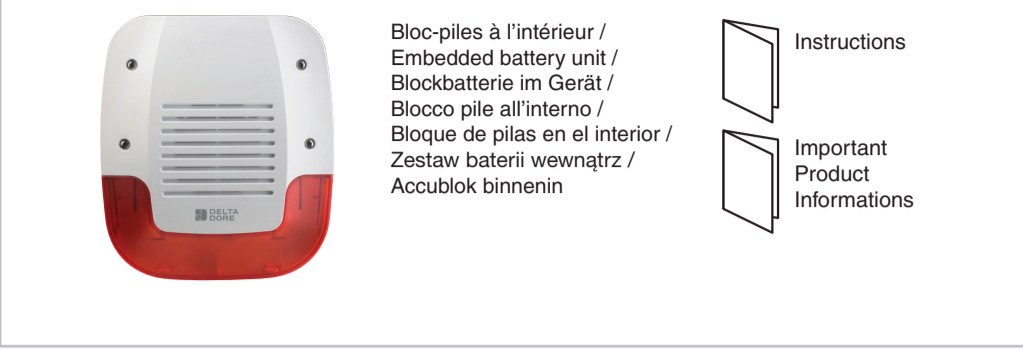 DELTA
DORE
Bloc-piles à l'intérieur /
Embedded battery unit /
Blockbatterie im Gerät /
Blocco pile all'interno /
Bloque de pilas en el interior /
Zestaw baterii wewnątrz /
Accublok binnenin
Instructions
Important
Product
Informations